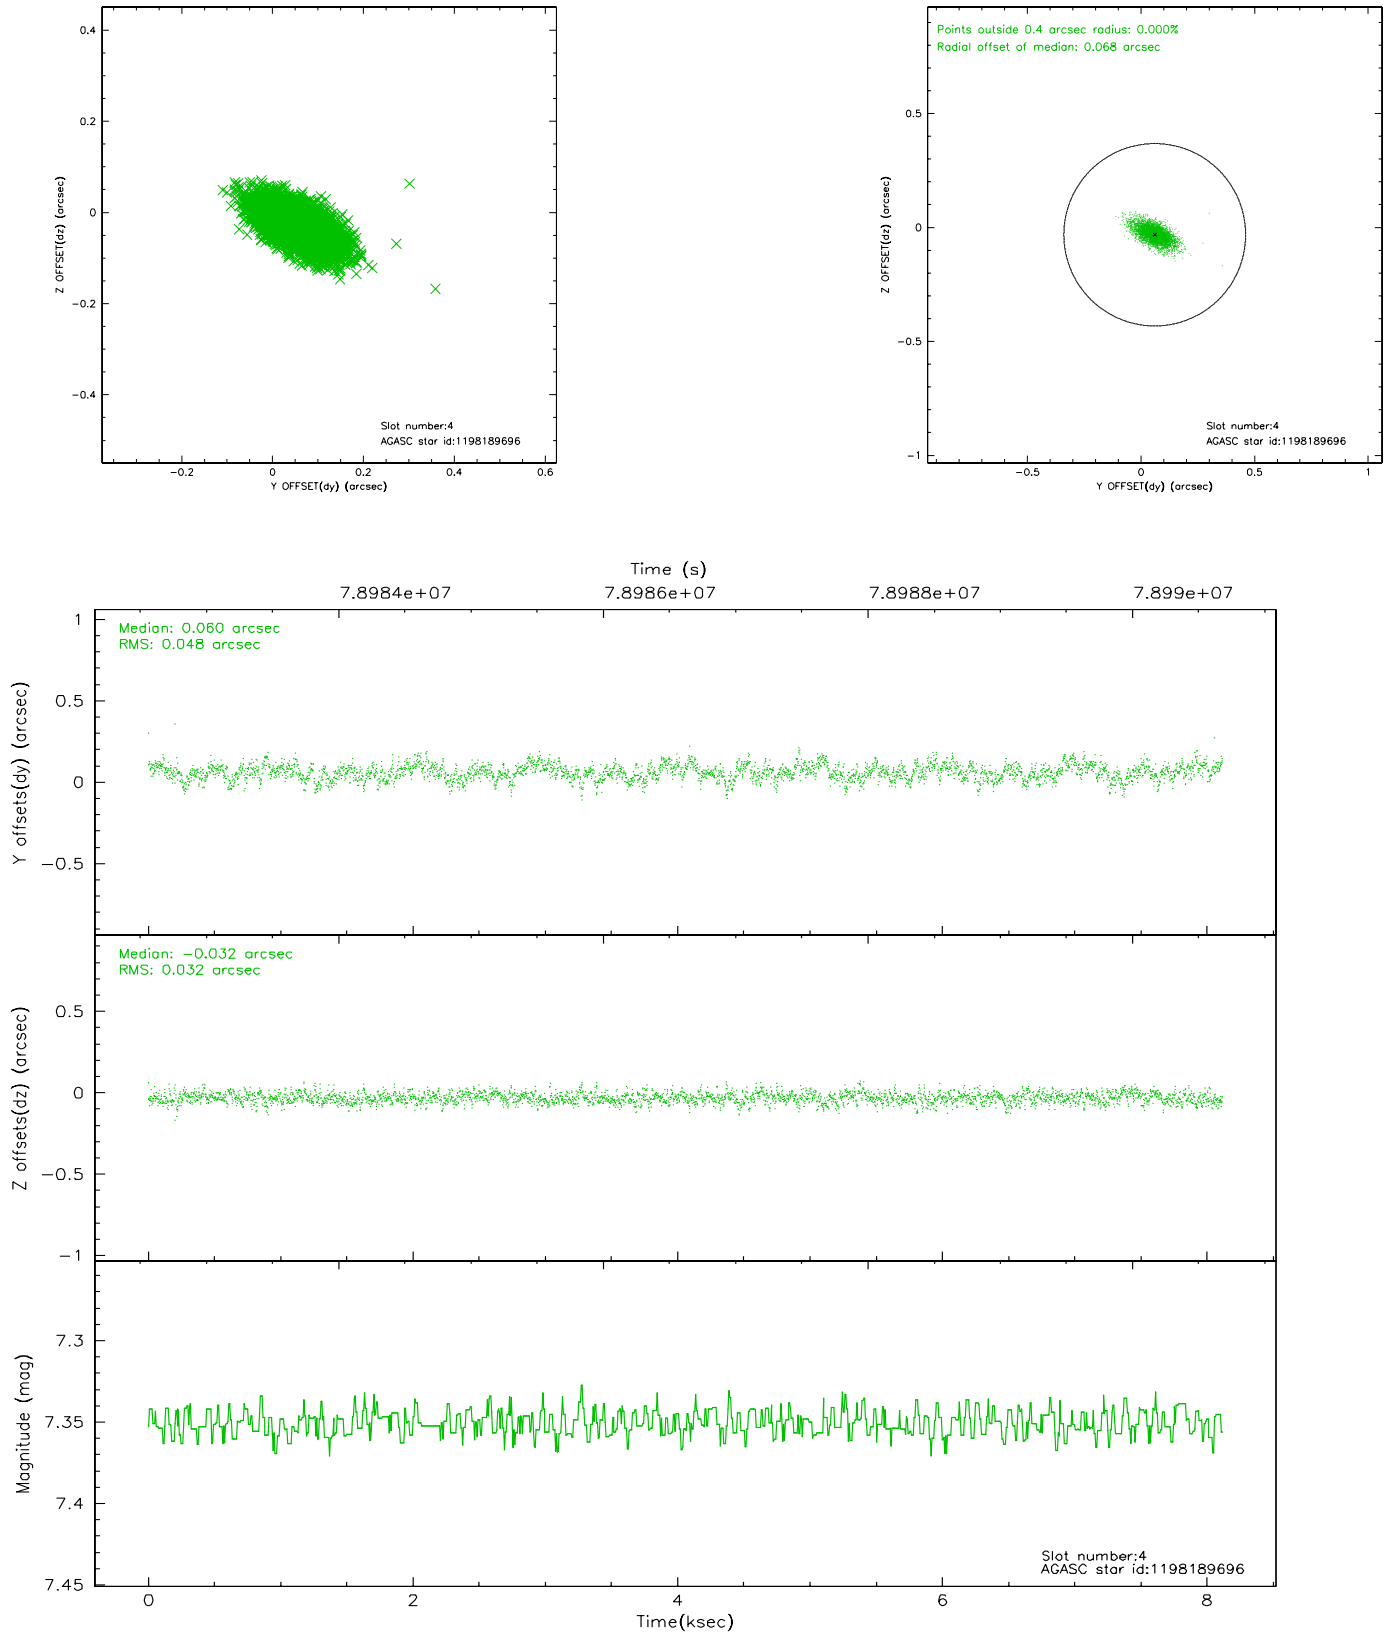 0.4
0.2
0
-0.2
-0.4
Z OFFSET(dz) (arcsec)
-0.2 0 0.2 0.4 0.6
Y OFFSET(dy) (arcsec)
Slot number:4
AGASC star id:1198189696
Points outside 0.4 arcsec radius: 0.000%
Radial offset of median: 0.068 arcsec
0.5
0
-0.5
-1
Z OFFSET(dz) (arcsec)
-0.5 0 0.5 1
Y OFFSET(dy) (arcsec)
Slot number:4
AGASC star id:1198189696
Time (s)
7.8984e+07 7.8986e+07 7.8988e+07 7.899e+07
Median: 0.060 arcsec
RMS: 0.048 arcsec
1
0.5
0
-0.5
Y offsets(dy) (arcsec)
Median: -0.032 arcsec
RMS: 0.032 arcsec
0.5
0
-0.5
-1
Z offsets(dz) (arcsec)
7.3
7.35
7.4
7.45
Magnitude (mag)
Slot number:4
AGASC star id:1198189696
0 2 4 6 8
Time(ksec)